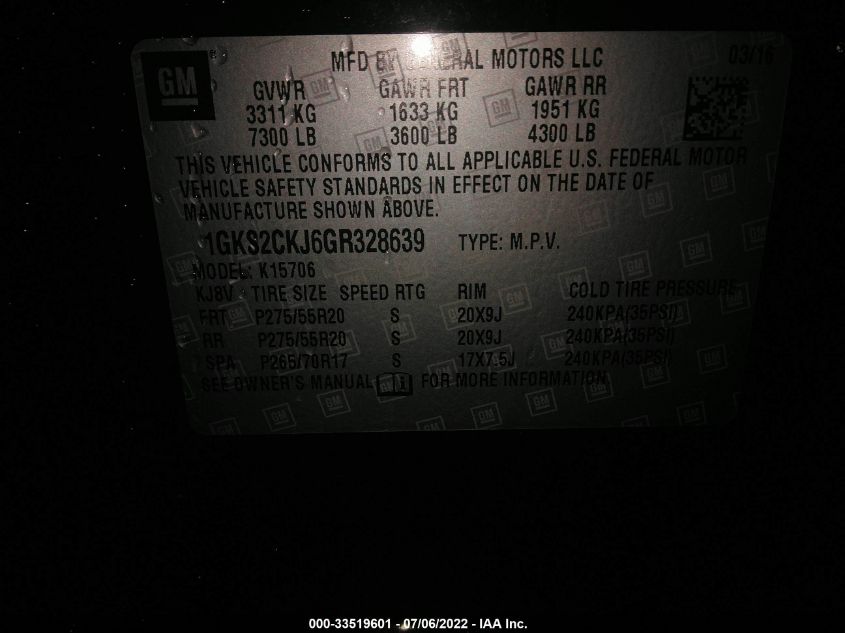 GM
MFD BY GENERAL MOTORS LLC 03/16
GVWR GAWR FRT GAWR RR
3311 KG 1633 KG 1951 KG
7300 LB 3600 LB 4300 LB
THIS VEHICLE CONFORMS TO ALL APPLICABLE U.S. FEDERAL MOTOR
VEHICLE SAFETY STANDARDS IN EFFECT ON THE DATE OF
MANUFACTURE SHOWN ABOVE.
1GKS2CKJ6GR328639 TYPE: M.P.V.
MODEL: K15706
KJ8V TIRE SIZE SPEED RTG RIM COLD TIRE PRESSURE
FRT P275/55R20 S 20X9J 240KPA(35PSI)
RR P275/55R20 S 20X9J 240KPA(35PSI)
SPA P265/70R17 S 17X7.5J 240KPA(35PSI)
SEE OWNER'S MANUAL FOR MORE INFORMATION
000-33519601 - 07/06/2022 - IAA Inc.